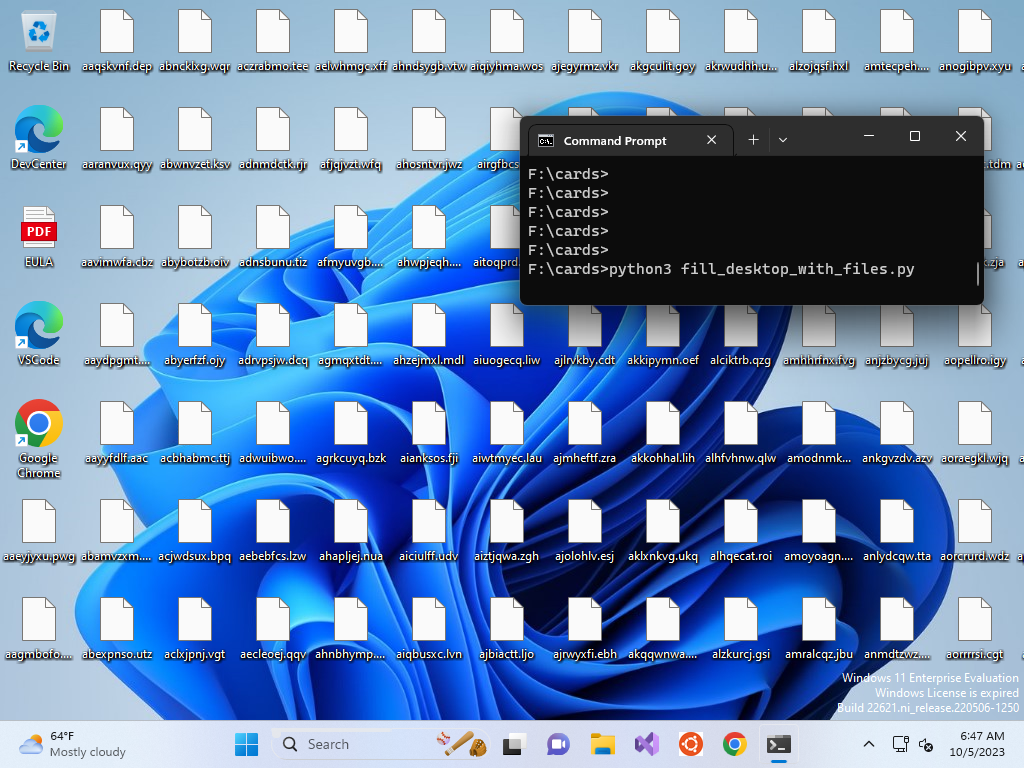 Recycle Bin
aaqskvnf.dep
abncklxg.wqr
aczrabmo.tee
aelwhmgc.xff
ahndsygb.vtw
aiqiyhma.wos
ajegyrmz.vkr
akgculit.goy
akrwudhh.u...
alzojqsf.hxl
amtecpeh....
anogibpv.xyu
DevCenter
aaranvux.qyy
abwnvzet.ksv
adnmdctk.rjr
afjqjvzt.wfq
ahosntvr.jwz
Command Prompt
F:\cards>
F:\cards>
F:\cards>
F:\cards>
F:\cards>
F:\cards>python3 fill_desktop_with_files.py
PDF
EULA
aavimwfa.cbz
abybotzb.oiv
adnsbunu.tiz
afmyuvgb....
ahwpjeqh....
VSCode
aaydpgmt....
abyerfzf.ojy
adrvpsjw.dcq
agmqxtdt....
ahzejmxl.mdl
aiuogecq.liw
ajlrvkby.cdt
akkipymn.oef
alciktrb.qzg
amhhrfnx.fvg
anjzbycg.juj
aopellro.igy
Google
Chrome
aayyfdlf.aac
acbhabmc.ttj
adwuibwo....
agrkcuyq.bzk
aianksos.fji
aiwtmyec.lau
ajmheftf.zra
akkohhal.lih
alhfvhnw.qlw
amodnmk...
ankgvzdv.azv
aoraegkl.wjq
aaeyjyxu.pwg
abamvzxm....
acjwdsux.bpq
aebebfcs.lzw
ahapljej.nua
aiciulff.udv
aiztjqwa.zgh
ajolohlv.esj
aklxnkvg.ukq
alhqecat.roi
amoyoagn....
anlydcqw.tta
aorcrurd.wdz
aagmbofo....
abexpnso.utz
aclxjpnj.vgt
aecleoej.qqv
ahnbhymp....
aiqbusxc.lvn
ajbiactt.ljo
ajrwyxfi.ebh
akqqwnwa....
alzkurcj.gsi
amralcqz.jbu
anmdtzwz....
aorrrrsi.cgt
Windows 11 Enterprise Evaluation
Windows License is expired
Build 22621.ni_release.220506-1250
64°F
Mostly cloudy
Search
6:47 AM
10/5/2023